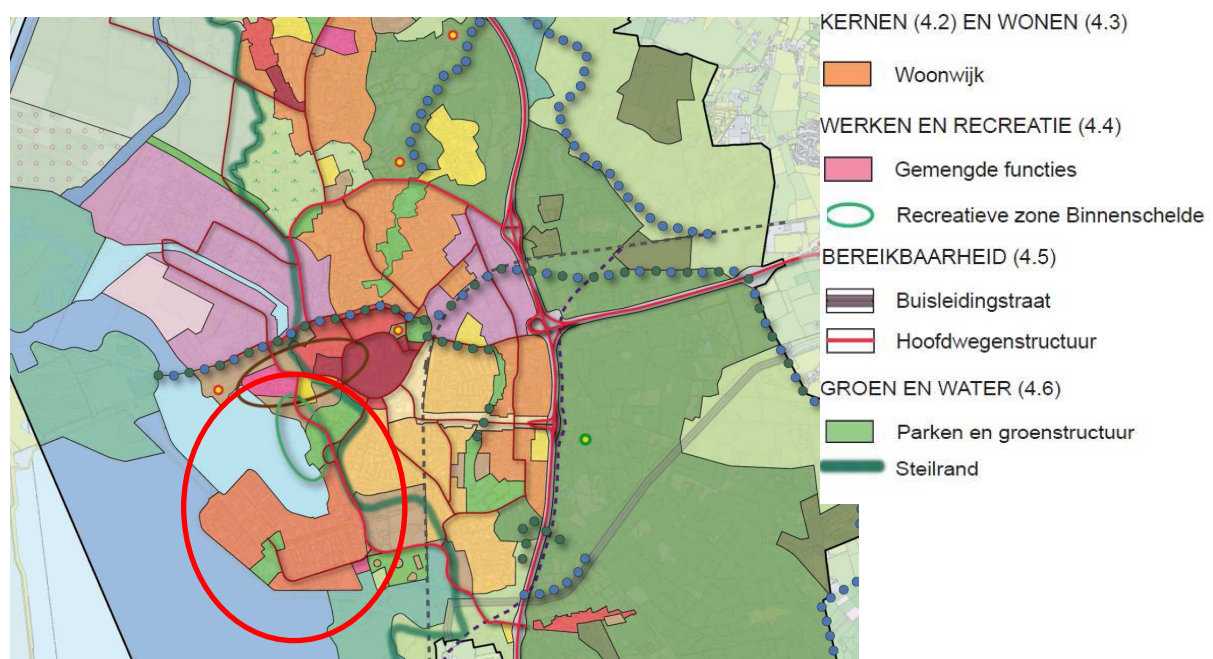 KERNEN (4.2) EN WONEN (4.3)
Woonwijk
WERKEN EN RECREATIE (4.4)
Gemengde functies
Recreatieve zone Binnenschelde
BEREIKBAARHEID (4.5)
Buisleidingstraat
Hoofdwegenstructuur
GROEN EN WATER (4.6)
Parken en groenstructuur
Steilrand